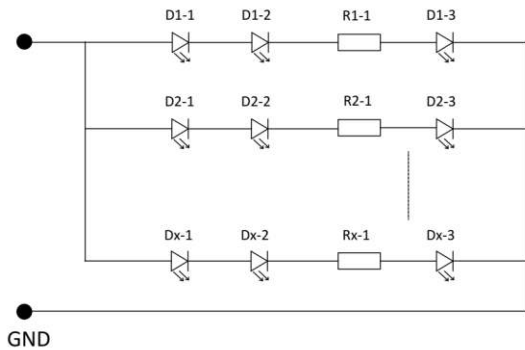 D1-1 D1-2 R1-1 D1-3
D2-1 D2-2 R2-1 D2-3
Dx-1 Dx-2 Rx-1 Dx-3
GND